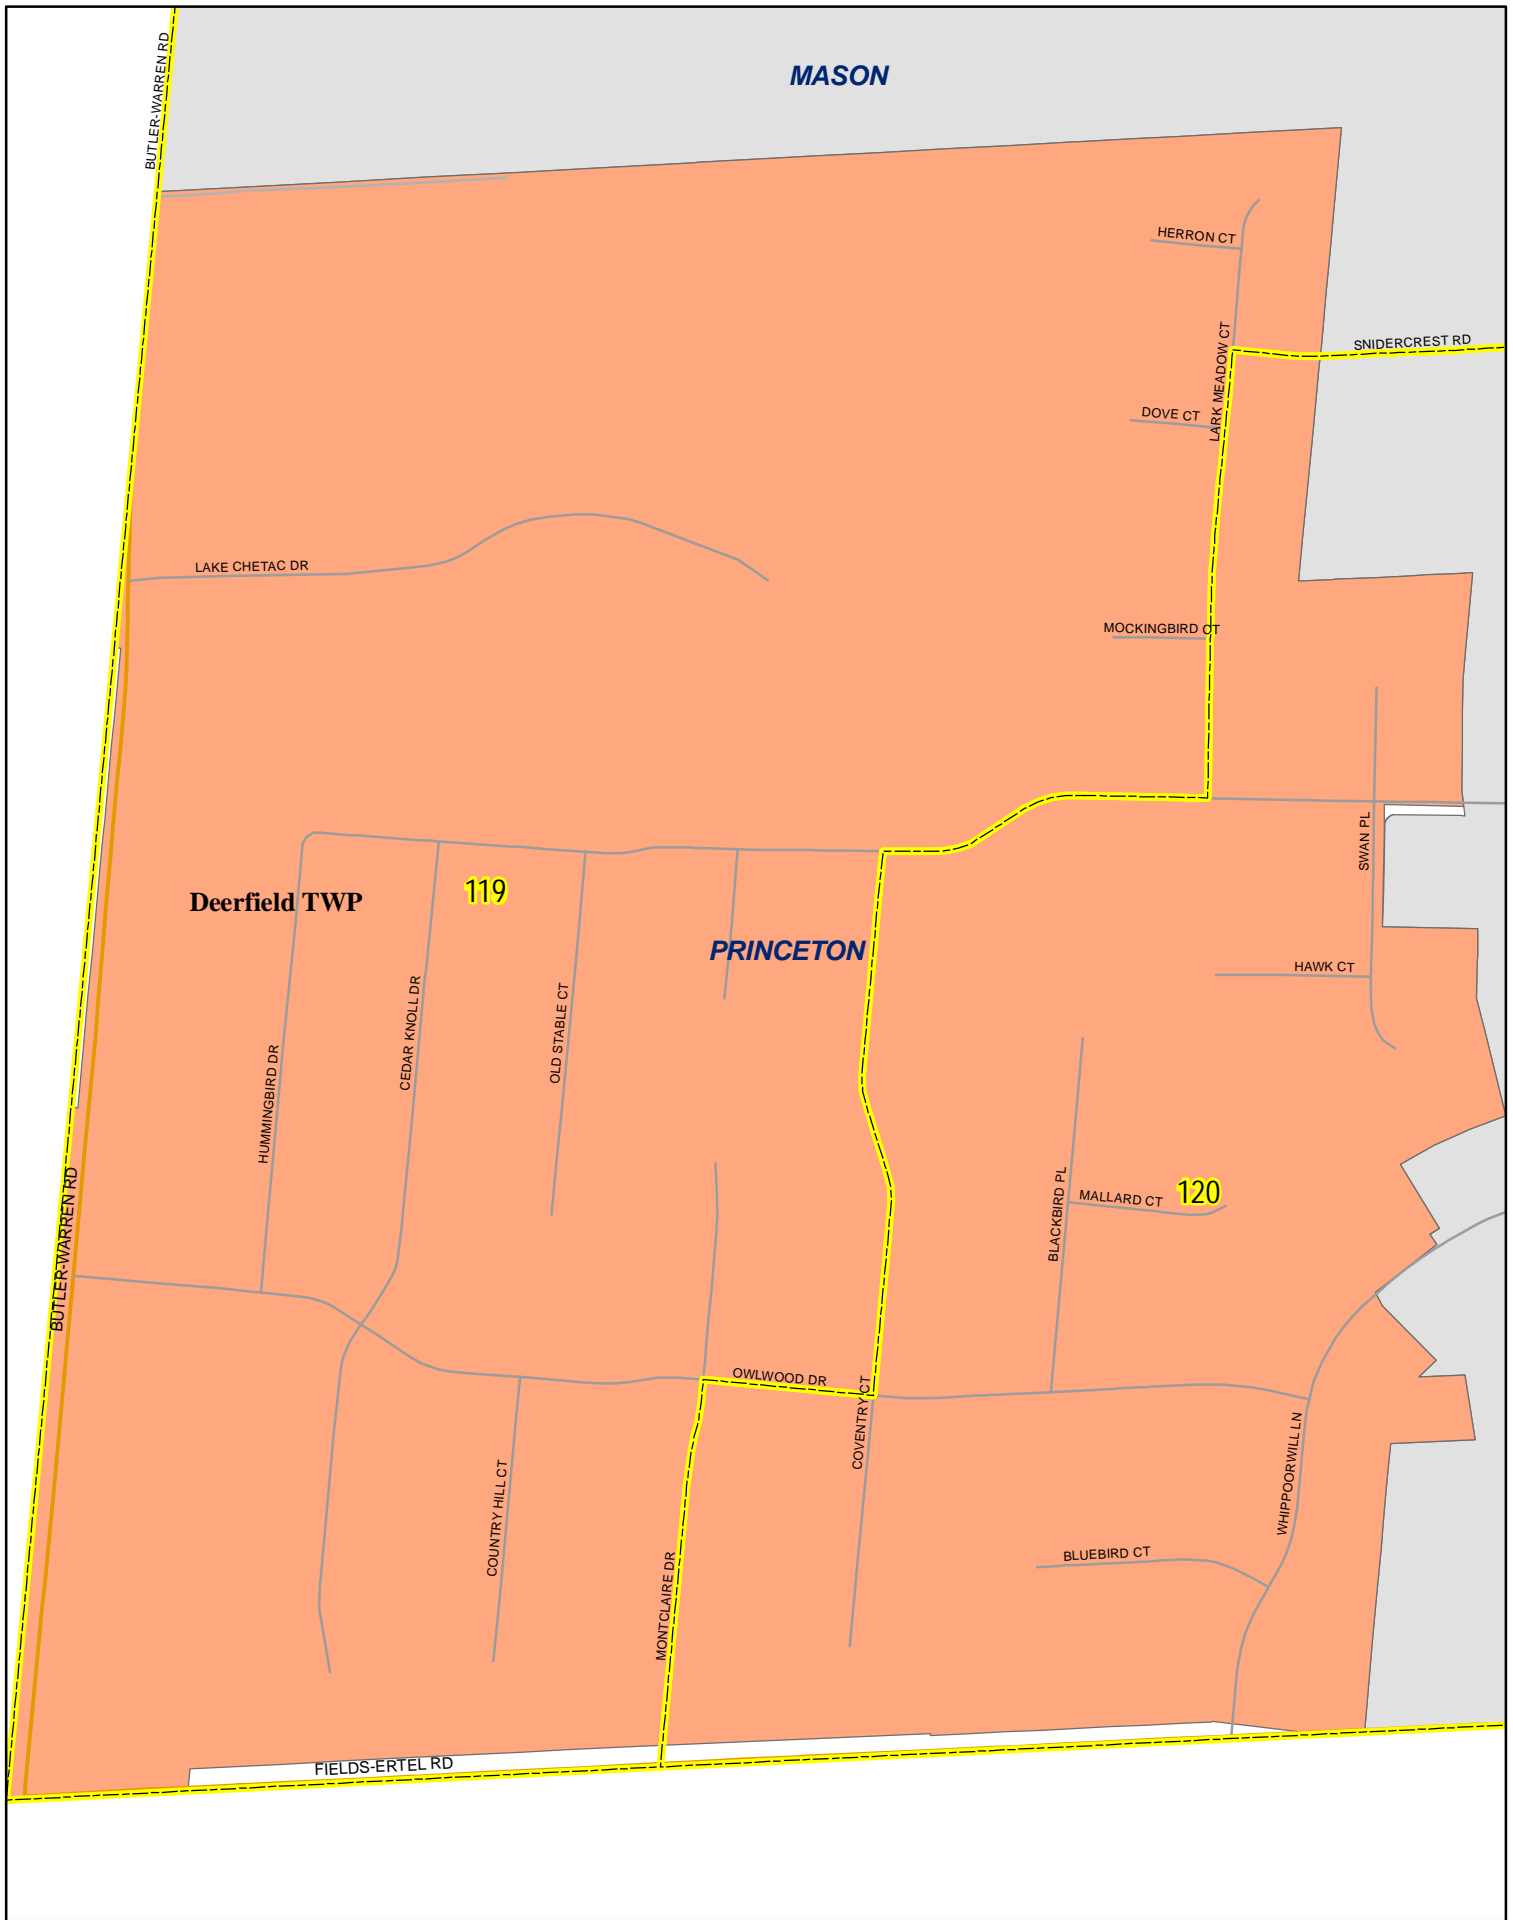 BUTLER-WARREN RD
MASON
HERRON CT
LARK MEADOW CT
SNIDERCREST RD
DOVE CT
LAKE CHETAC DR
MOCKINGBIRD CT
SWAN PL
Deerfield TWP
119
PRINCETON
HAWK CT
HUMMINGBIRD DR
CEDAR KNOLL DR
OLD STABLE CT
BUTLER-WARREN RD
BLACKBIRD PL
MALLARD CT
120
OWLWOOD DR
COVENTRY CT
WHIPPOORWILL LN
COUNTRY HILL CT
MONTCLAIRE DR
BLUEBIRD CT
FIELDS-ERTEL RD